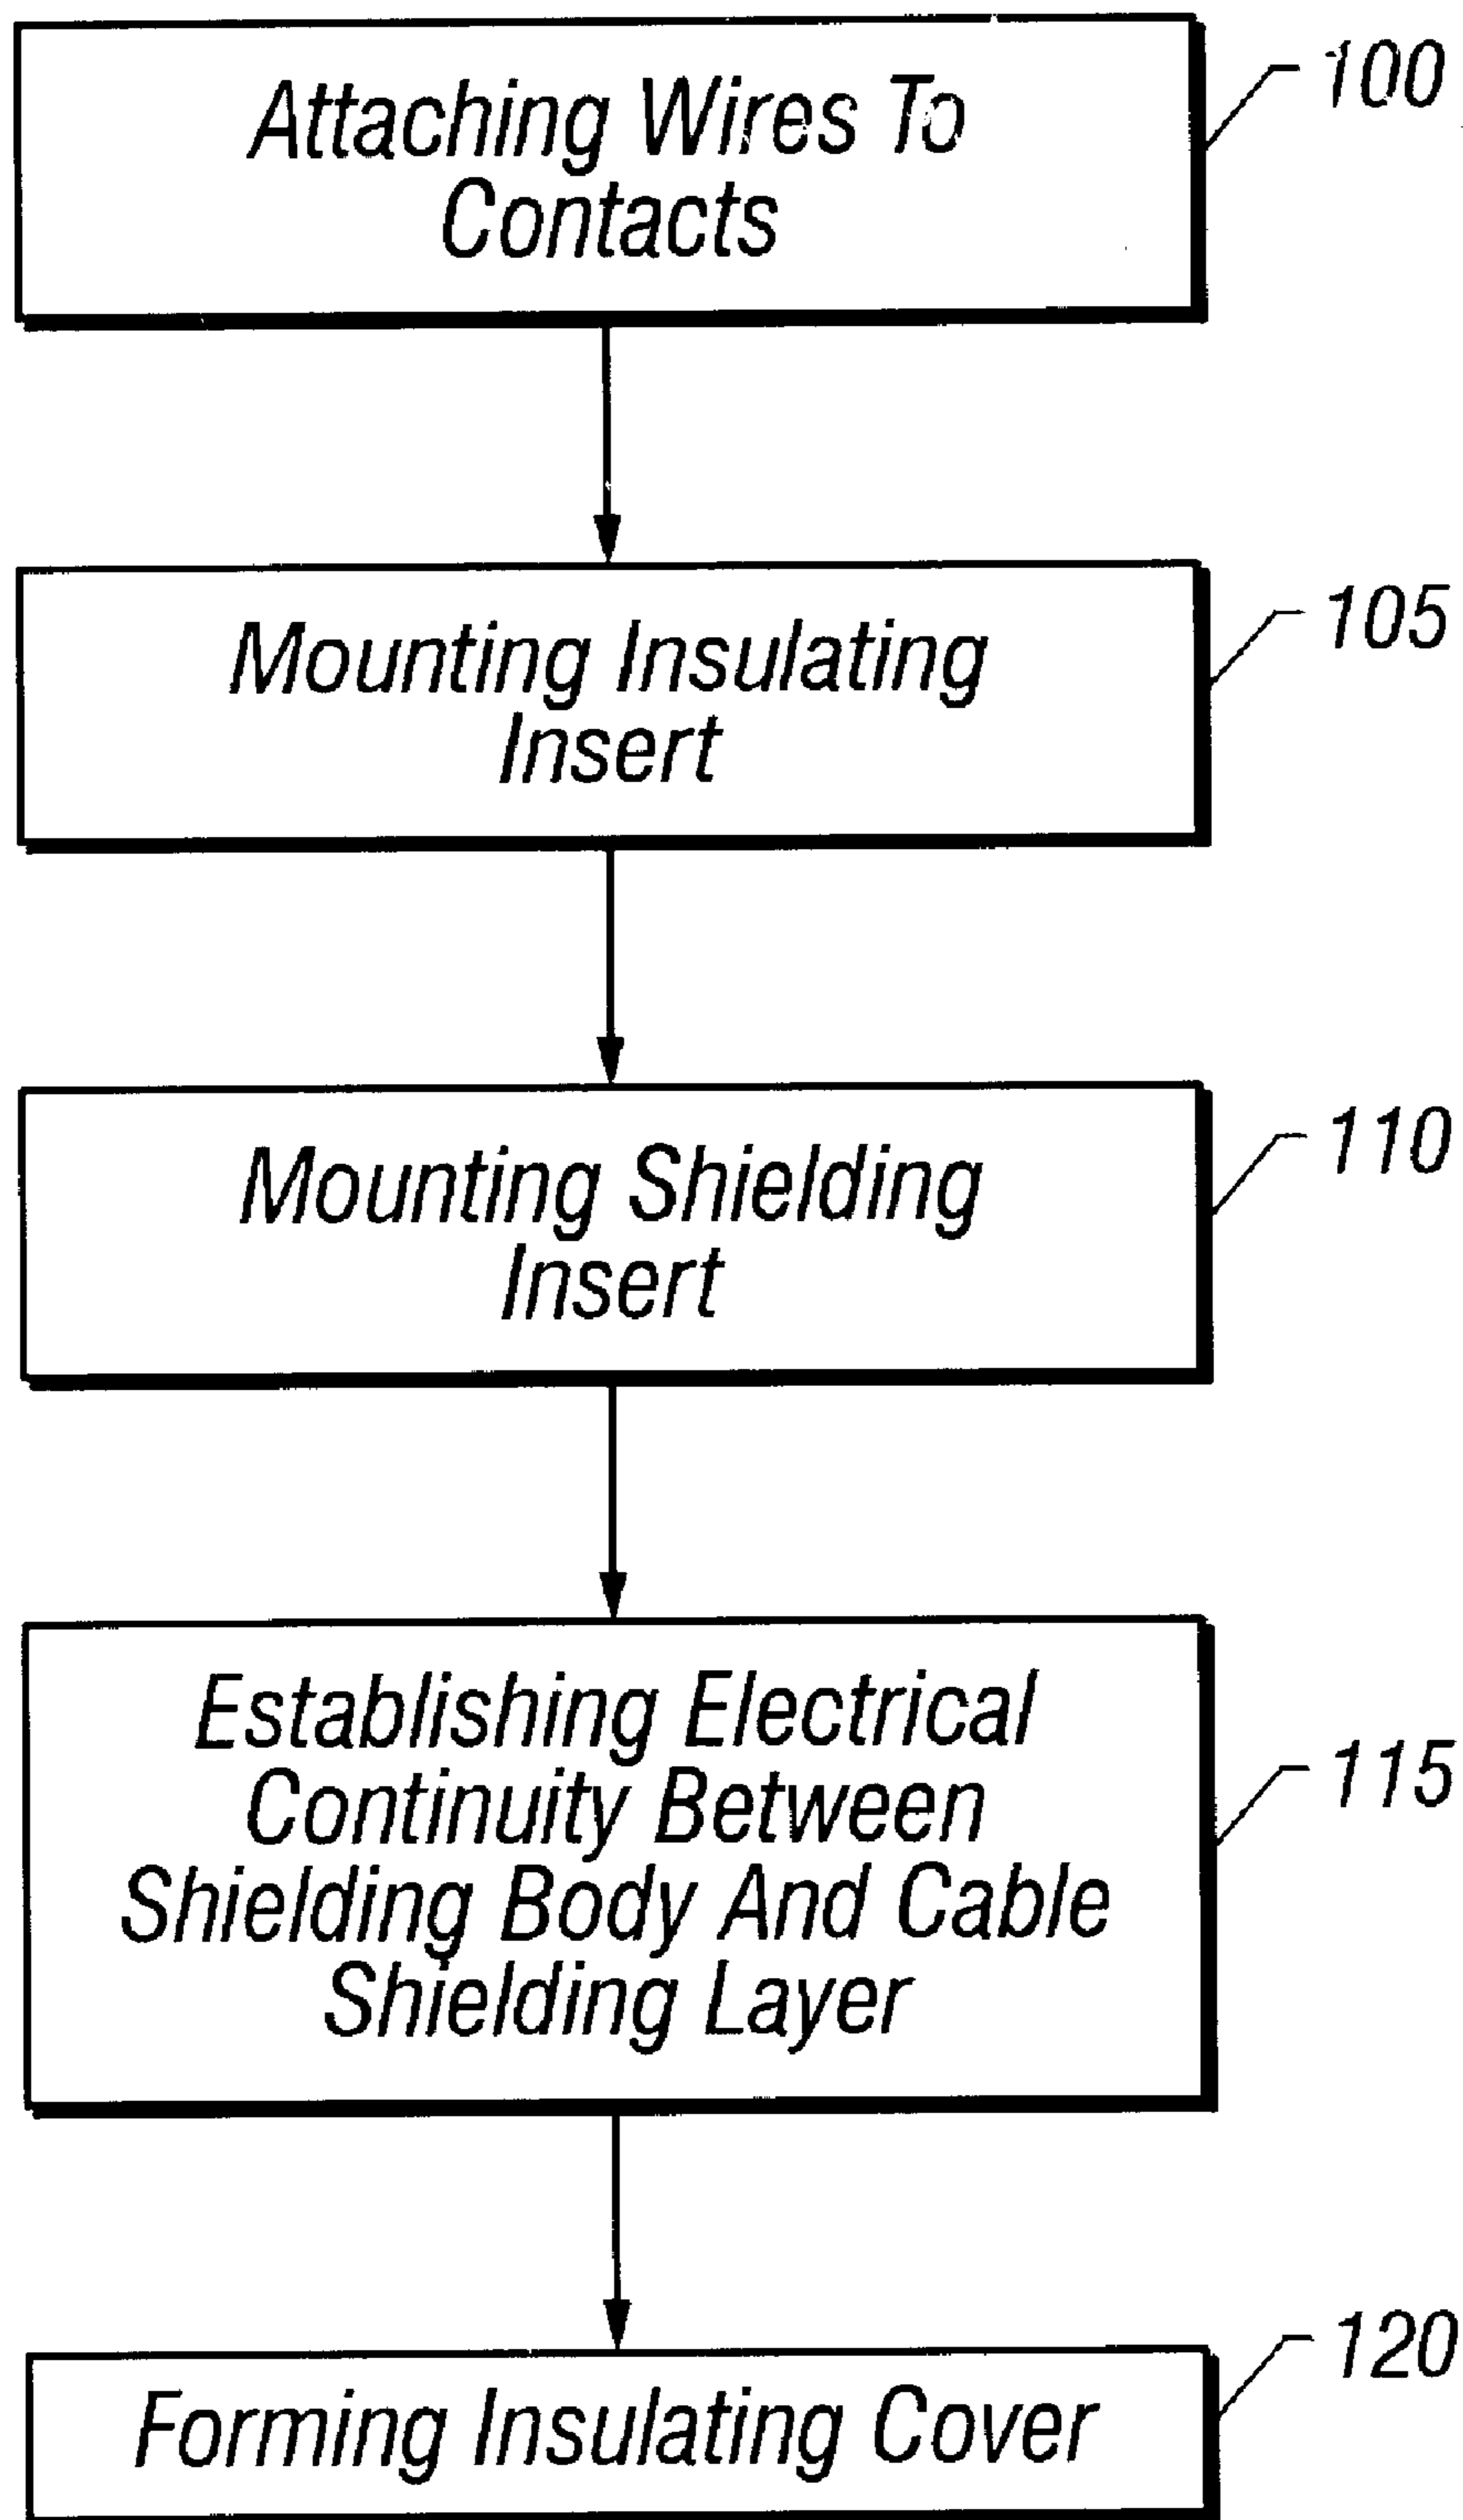 Attaching Wires To
Contacts
100
Mounting Insulating
Insert
105
Mounting Shielding
Insert
110
Establishing Electrical
Continuity Between
Shielding Body And Cable
Shielding Layer
115
Forming Insulating Cover
120